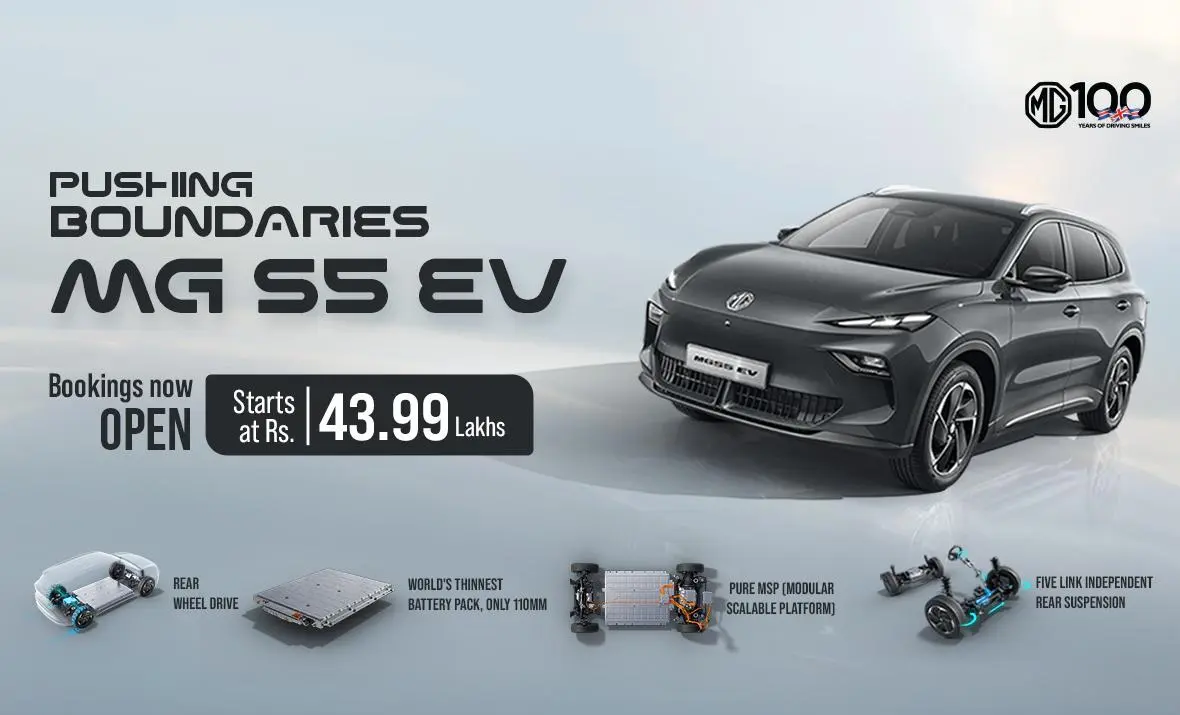 MG 100
YEARS OF DRIVING SMILES
PUSHING
BOUNDARIES
MG S5 EV
Bookings now
OPEN
Starts
at Rs.
43.99 Lakhs
MG
MGS5 EV
REAR
WHEEL DRIVE
WORLD'S THINNEST
BATTERY PACK, ONLY 110MM
PURE MSP (MODULAR
SCALABLE PLATFORM)
FIVE LINK INDEPENDENT
REAR SUSPENSION